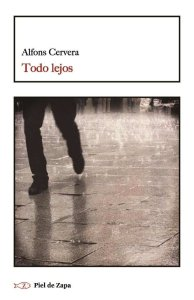 Alfons Cervera
Todo lejos
Piel de Zapa